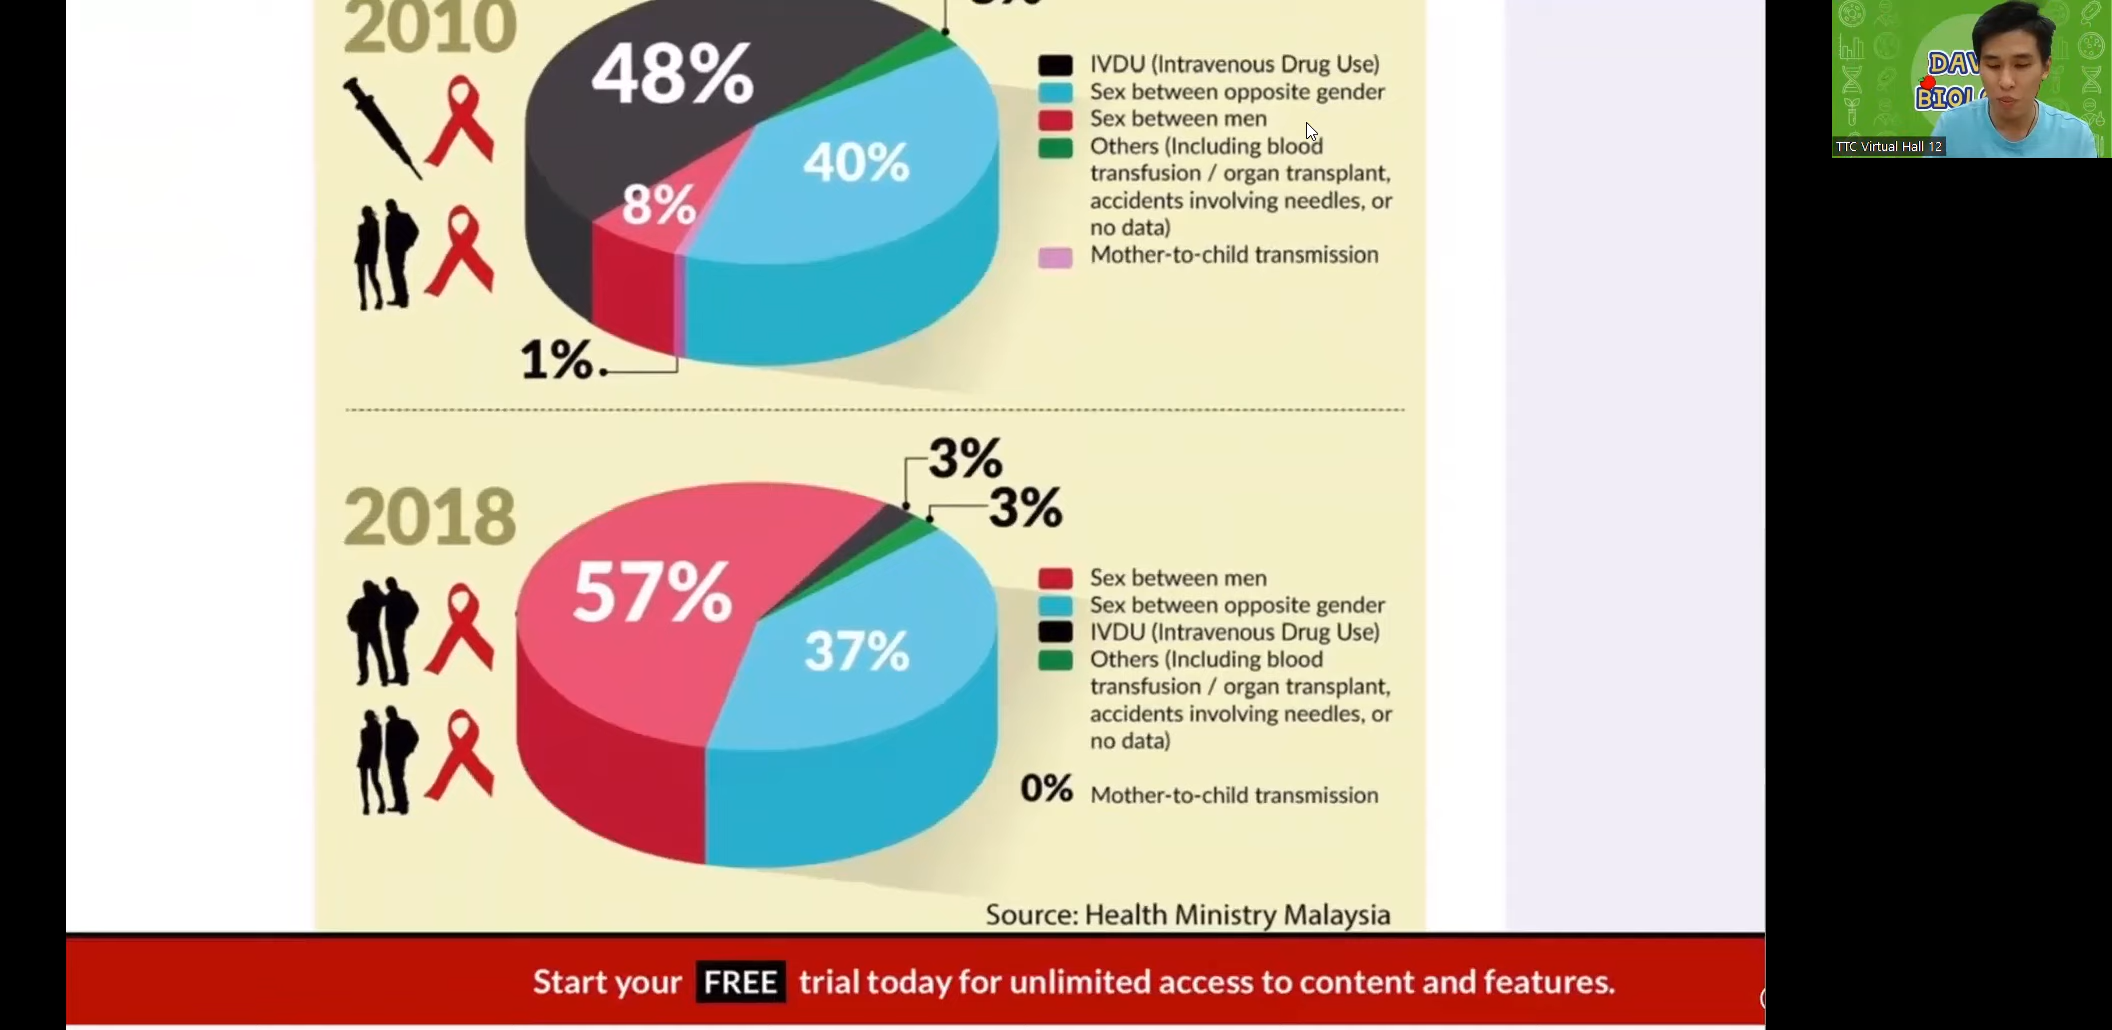 2010
48%
40%
8%
1%
IVDU (Intravenous Drug Use)
Sex between opposite gender
Sex between men
Others (Including blood
transfusion / organ transplant,
accidents involving needles, or
no data)
Mother-to-child transmission
2018
3%
3%
57%
37%
Sex between men
Sex between opposite gender
IVDU (Intravenous Drug Use)
Others (Including blood
transfusion / organ transplant,
accidents involving needles, or
no data)
0% Mother-to-child transmission
Source: Health Ministry Malaysia
Start your FREE trial today for unlimited access to content and features.
TTC Virtual Hall 12